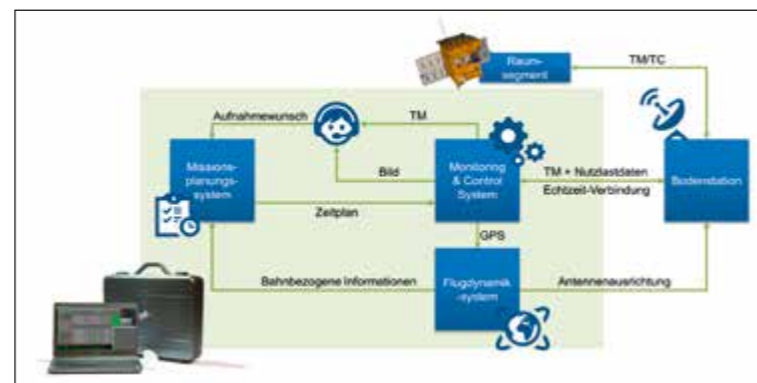 Raum-
segment
TM/TC
Aufnahmewunsch
TM
Missions-
planungs-
system
Monitoring
& Control
System
Bild
TM + Nutzlastdaten
Echtzeit-Verbindung
Bodenstation
Zeitplan
GPS
Bahnbezogene Informationen
Flugdynamik
-system
Antennenausrichtung